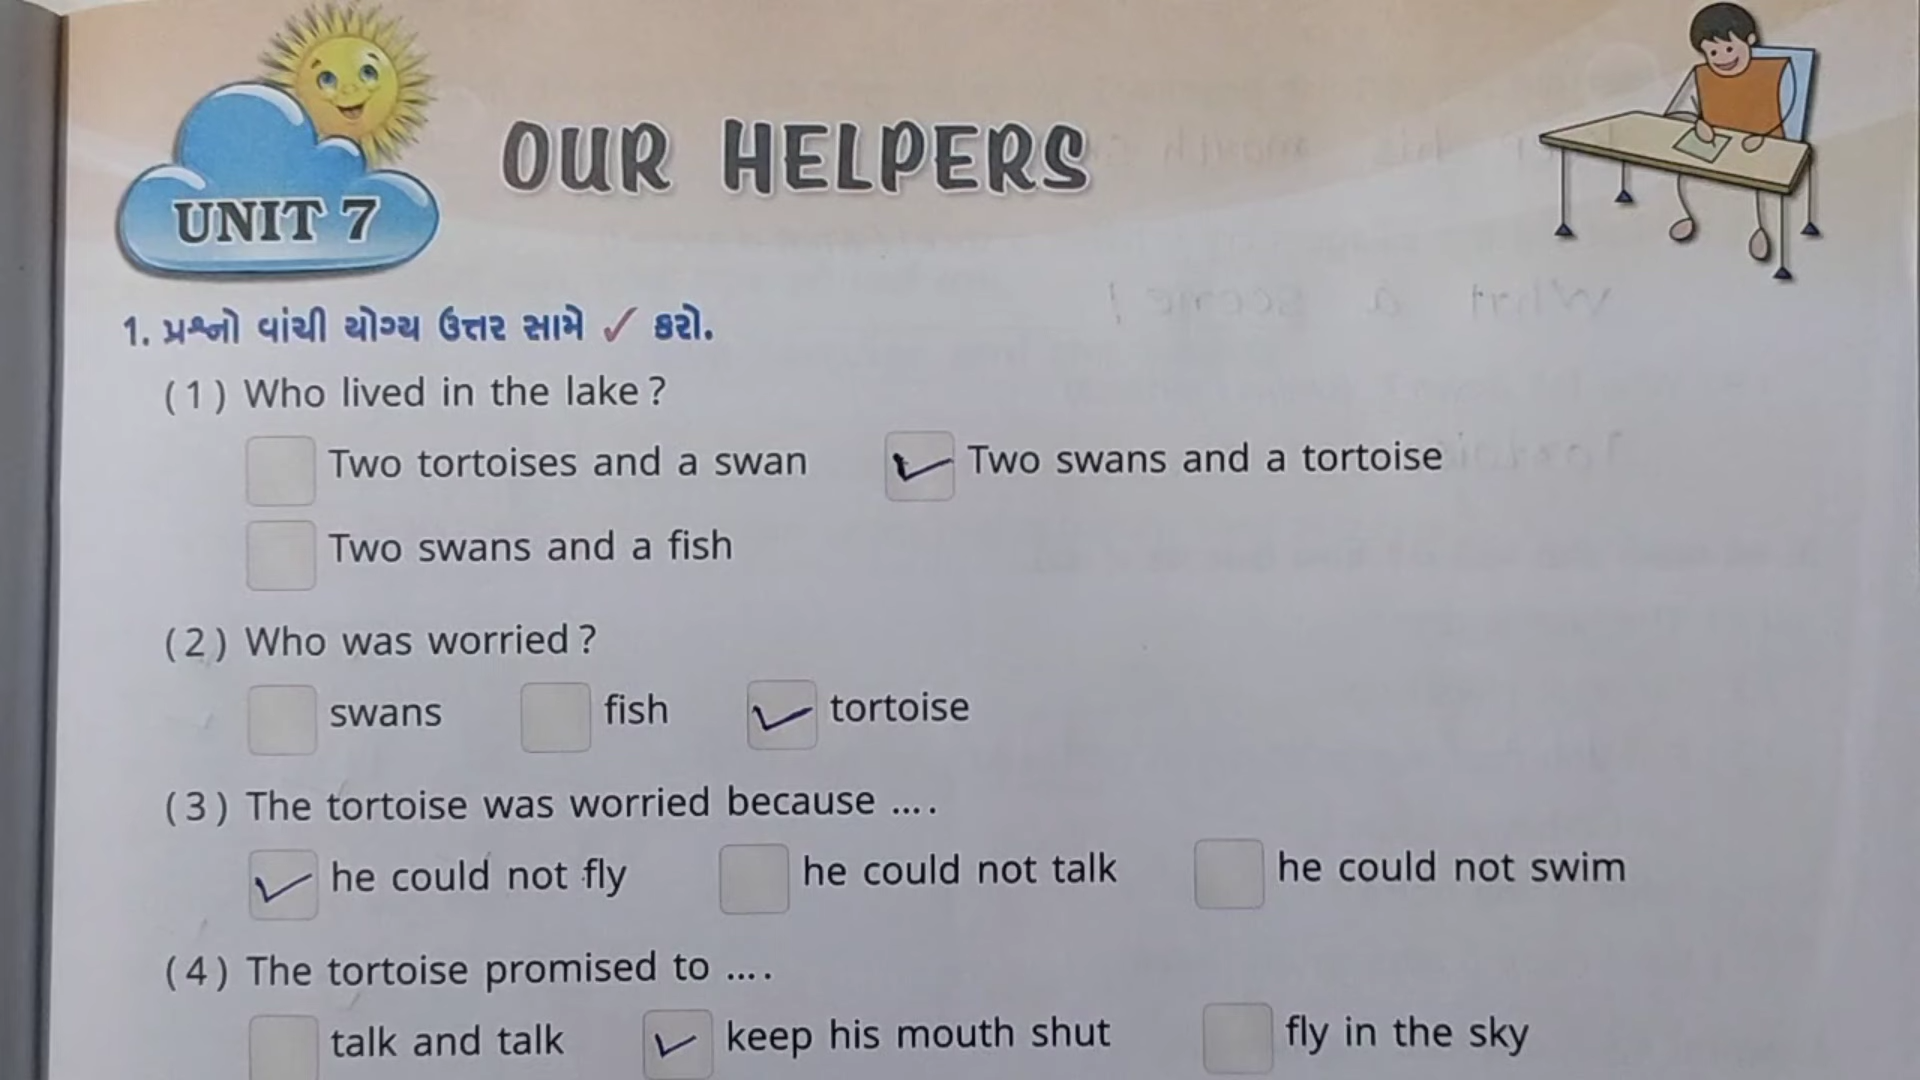 UNIT 7
OUR HELPERS
1. પ્રશ્નો વાંચી યોગ્ય ઉત્તર સામે ✓ કરો.
(1) Who lived in the lake?
Two tortoises and a swan ✓ Two swans and a tortoise
Two swans and a fish
(2) Who was worried?
swans fish ✓ tortoise
(3) The tortoise was worried because ....
✓ he could not fly he could not talk he could not swim
(4) The tortoise promised to ....
talk and talk ✓ keep his mouth shut fly in the sky